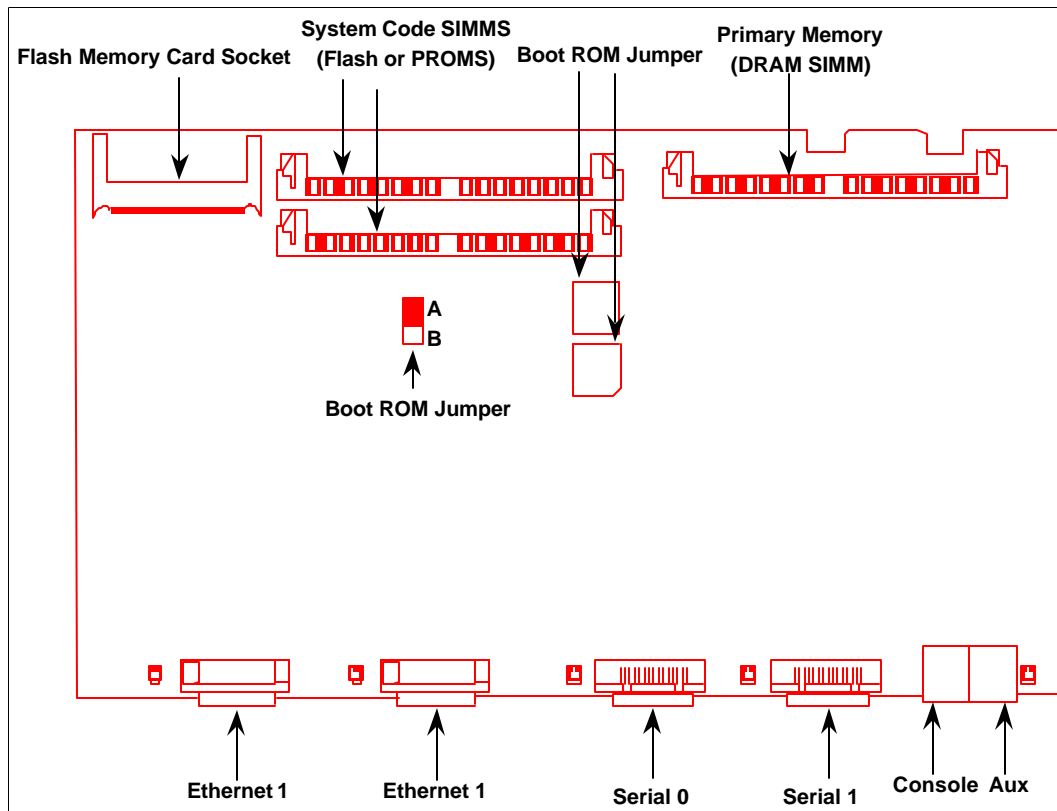 Flash Memory Card Socket
System Code SIMMS
(Flash or PROMS)
Boot ROM Jumper
Primary Memory
(DRAM SIMM)
A
B
Boot ROM Jumper
Ethernet 1
Ethernet 1
Serial 0
Serial 1
Console
Aux